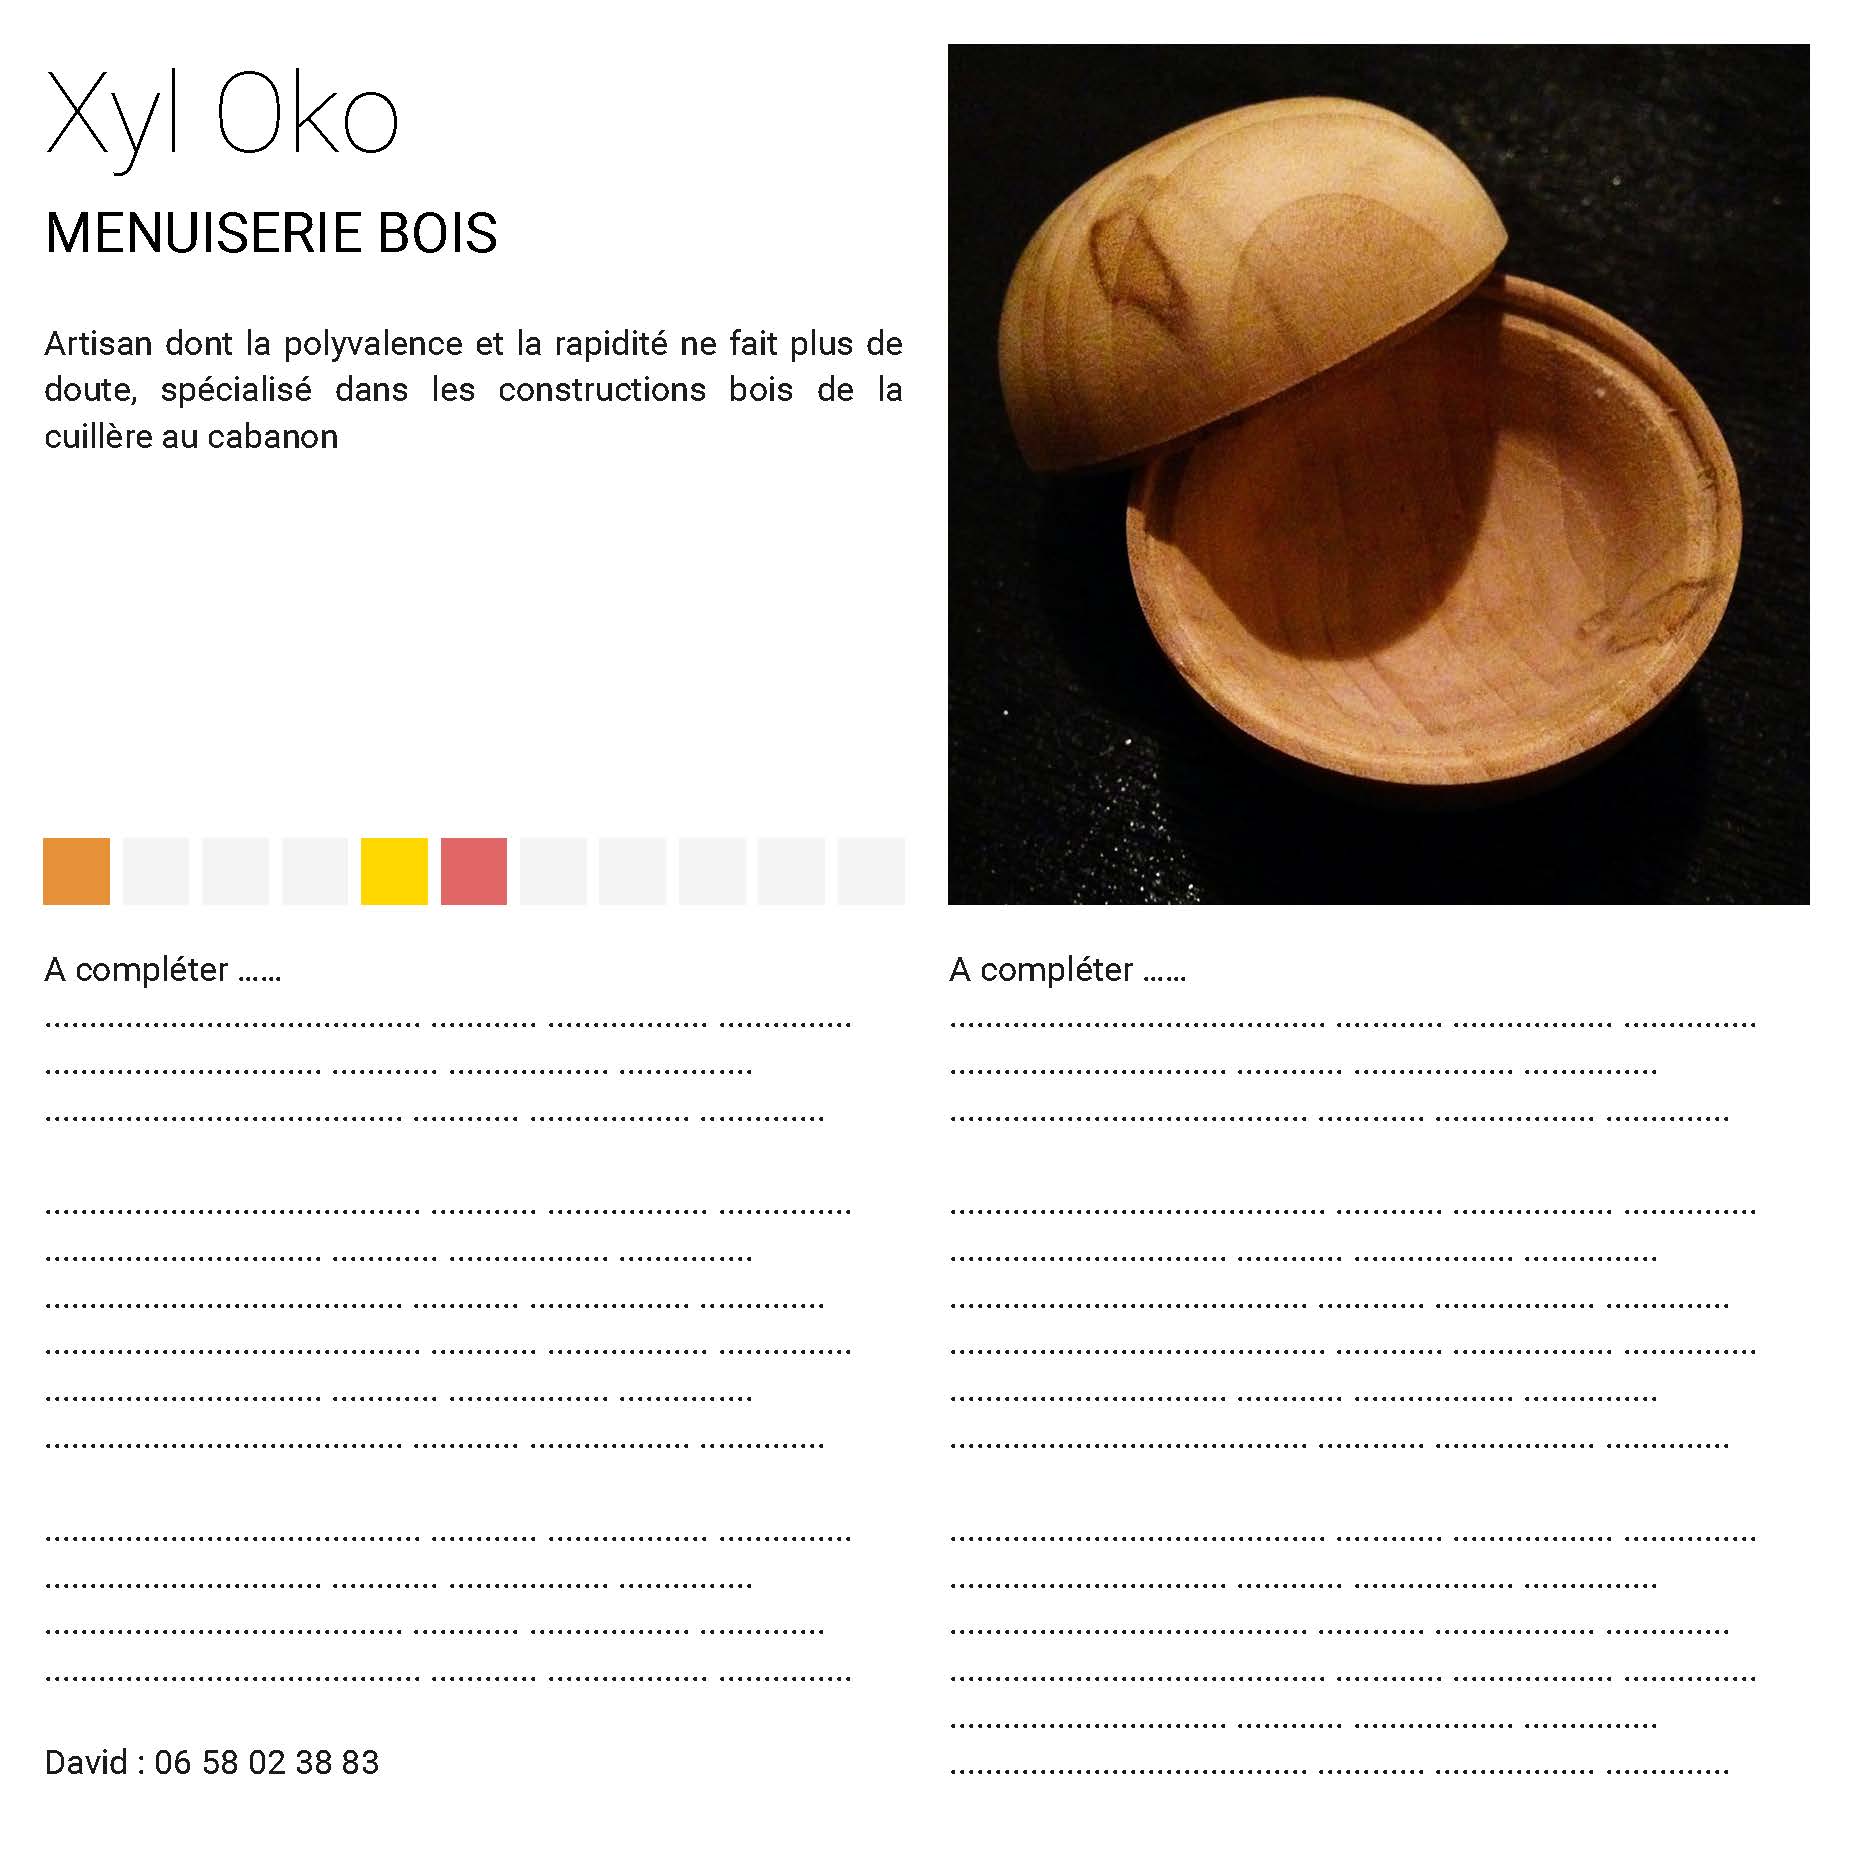 Xyl Oko
MENUISERIE BOIS
Artisan dont la polyvalence et la rapidité ne fait plus de
doute, spécialisé dans les constructions bois de la
cuillère au cabanon
A compléter ……
.......................................... ............ .................. ...............
............................... ............ .................. ...............
........................................ ............ .................. ..............
.......................................... ............ .................. ...............
............................... ............ .................. ...............
........................................ ............ .................. ..............
.......................................... ............ .................. ...............
............................... ............ .................. ...............
........................................ ............ .................. ..............
.......................................... ............ .................. ...............
............................... ............ .................. ...............
........................................ ............ .................. ..............
.......................................... ............ .................. ...............
David : 06 58 02 38 83
A compléter ……
.......................................... ............ .................. ...............
............................... ............ .................. ...............
........................................ ............ .................. ..............
.......................................... ............ .................. ...............
............................... ............ .................. ...............
........................................ ............ .................. ..............
.......................................... ............ .................. ...............
............................... ............ .................. ...............
........................................ ............ .................. ..............
.......................................... ............ .................. ...............
............................... ............ .................. ...............
........................................ ............ .................. ..............
.......................................... ............ .................. ...............
............................... ............ .................. ...............
........................................ ............ .................. ..............